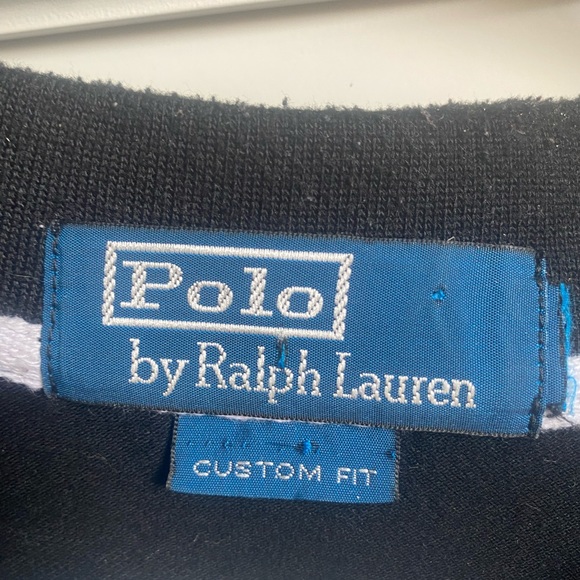 Polo
by Ralph Lauren
CUSTOM FIT